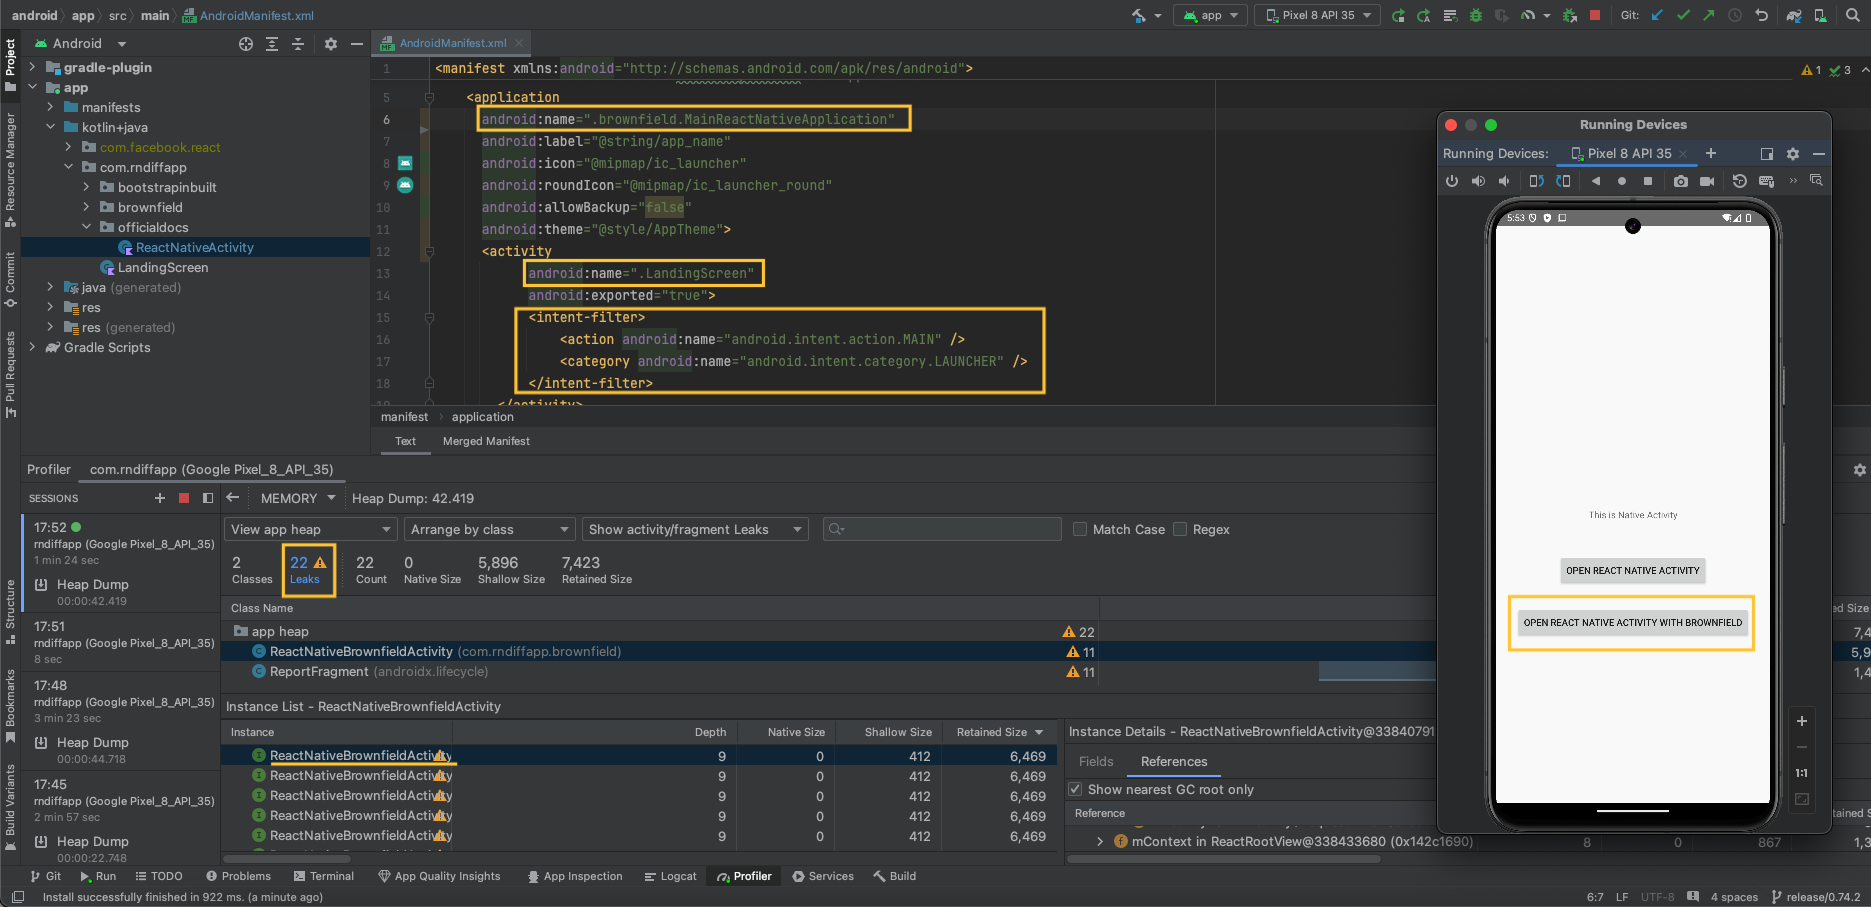 android app src main AndroidManifest.xml
app Pixel 8 API 35 Git:
Project
Resource Manager
Commit
Pull Requests
Structure
Bookmarks
Build Variants
Android
gradle-plugin
app
manifests
kotlin+java
com.facebook.react
com.rndiffapp
bootstrapinbuilt
brownfield
officialdocs
ReactNativeActivity
LandingScreen
java (generated)
res
res (generated)
Gradle Scripts
AndroidManifest.xml
1 <manifest xmlns:android="http://schemas.android.com/apk/res/android">
1 3
5 <application
6 android:name=".brownfield.MainReactNativeApplication"
7 android:label="@string/app_name"
8 android:icon="@mipmap/ic_launcher"
9 android:roundIcon="@mipmap/ic_launcher_round"
10 android:allowBackup="false"
11 android:theme="@style/AppTheme">
12 <activity
13 android:name=".LandingScreen"
14 android:exported="true">
15 <intent-filter>
16 <action android:name="android.intent.action.MAIN" />
17 <category android:name="android.intent.category.LAUNCHER" />
18 </intent-filter>
</activity>
manifest application
Text Merged Manifest
Profiler com.rndiffapp (Google Pixel_8_API_35)
SESSIONS
17:52
rndiffapp (Google Pixel_8_API_35)
1 min 24 sec
Heap Dump
00:00:42.419
17:51
rndiffapp (Google Pixel_8_API_35)
8 sec
17:48
rndiffapp (Google Pixel_8_API_35)
3 min 23 sec
Heap Dump
00:00:44.718
17:45
rndiffapp (Google Pixel_8_API_35)
2 min 57 sec
Heap Dump
00:00:22.748
MEMORY Heap Dump: 42.419
View app heap Arrange by class Show activity/fragment Leaks Match Case Regex
2 22 22 0 5,896 7,423
Classes Leaks Count Native Size Shallow Size Retained Size
Class Name
app heap 22
ReactNativeBrownfieldActivity (com.rndiffapp.brownfield) 11
ReportFragment (androidx.lifecycle) 11
Instance List - ReactNativeBrownfieldActivity
Instance Depth Native Size Shallow Size Retained Size
ReactNativeBrownfieldActivity 9 0 412 6,469
ReactNativeBrownfieldActivity 9 0 412 6,469
ReactNativeBrownfieldActivity 9 0 412 6,469
ReactNativeBrownfieldActivity 9 0 412 6,469
ReactNativeBrownfieldActivity 9 0 412 6,469
Instance Details - ReactNativeBrownfieldActivity@33840791
Fields References
Show nearest GC root only
Reference
mContext in ReactRootView@338433680 (0x142c1690) 8 0 867
Running Devices
Running Devices: Pixel 8 API 35
5:53
This is Native Activity
OPEN REACT NATIVE ACTIVITY
OPEN REACT NATIVE ACTIVITY WITH BROWNFIELD
1:1
Git Run TODO Problems Terminal App Quality Insights App Inspection Logcat Profiler Services Build
Install successfully finished in 922 ms. (a minute ago)
6:7 LF UTF-8 4 spaces release/0.74.2